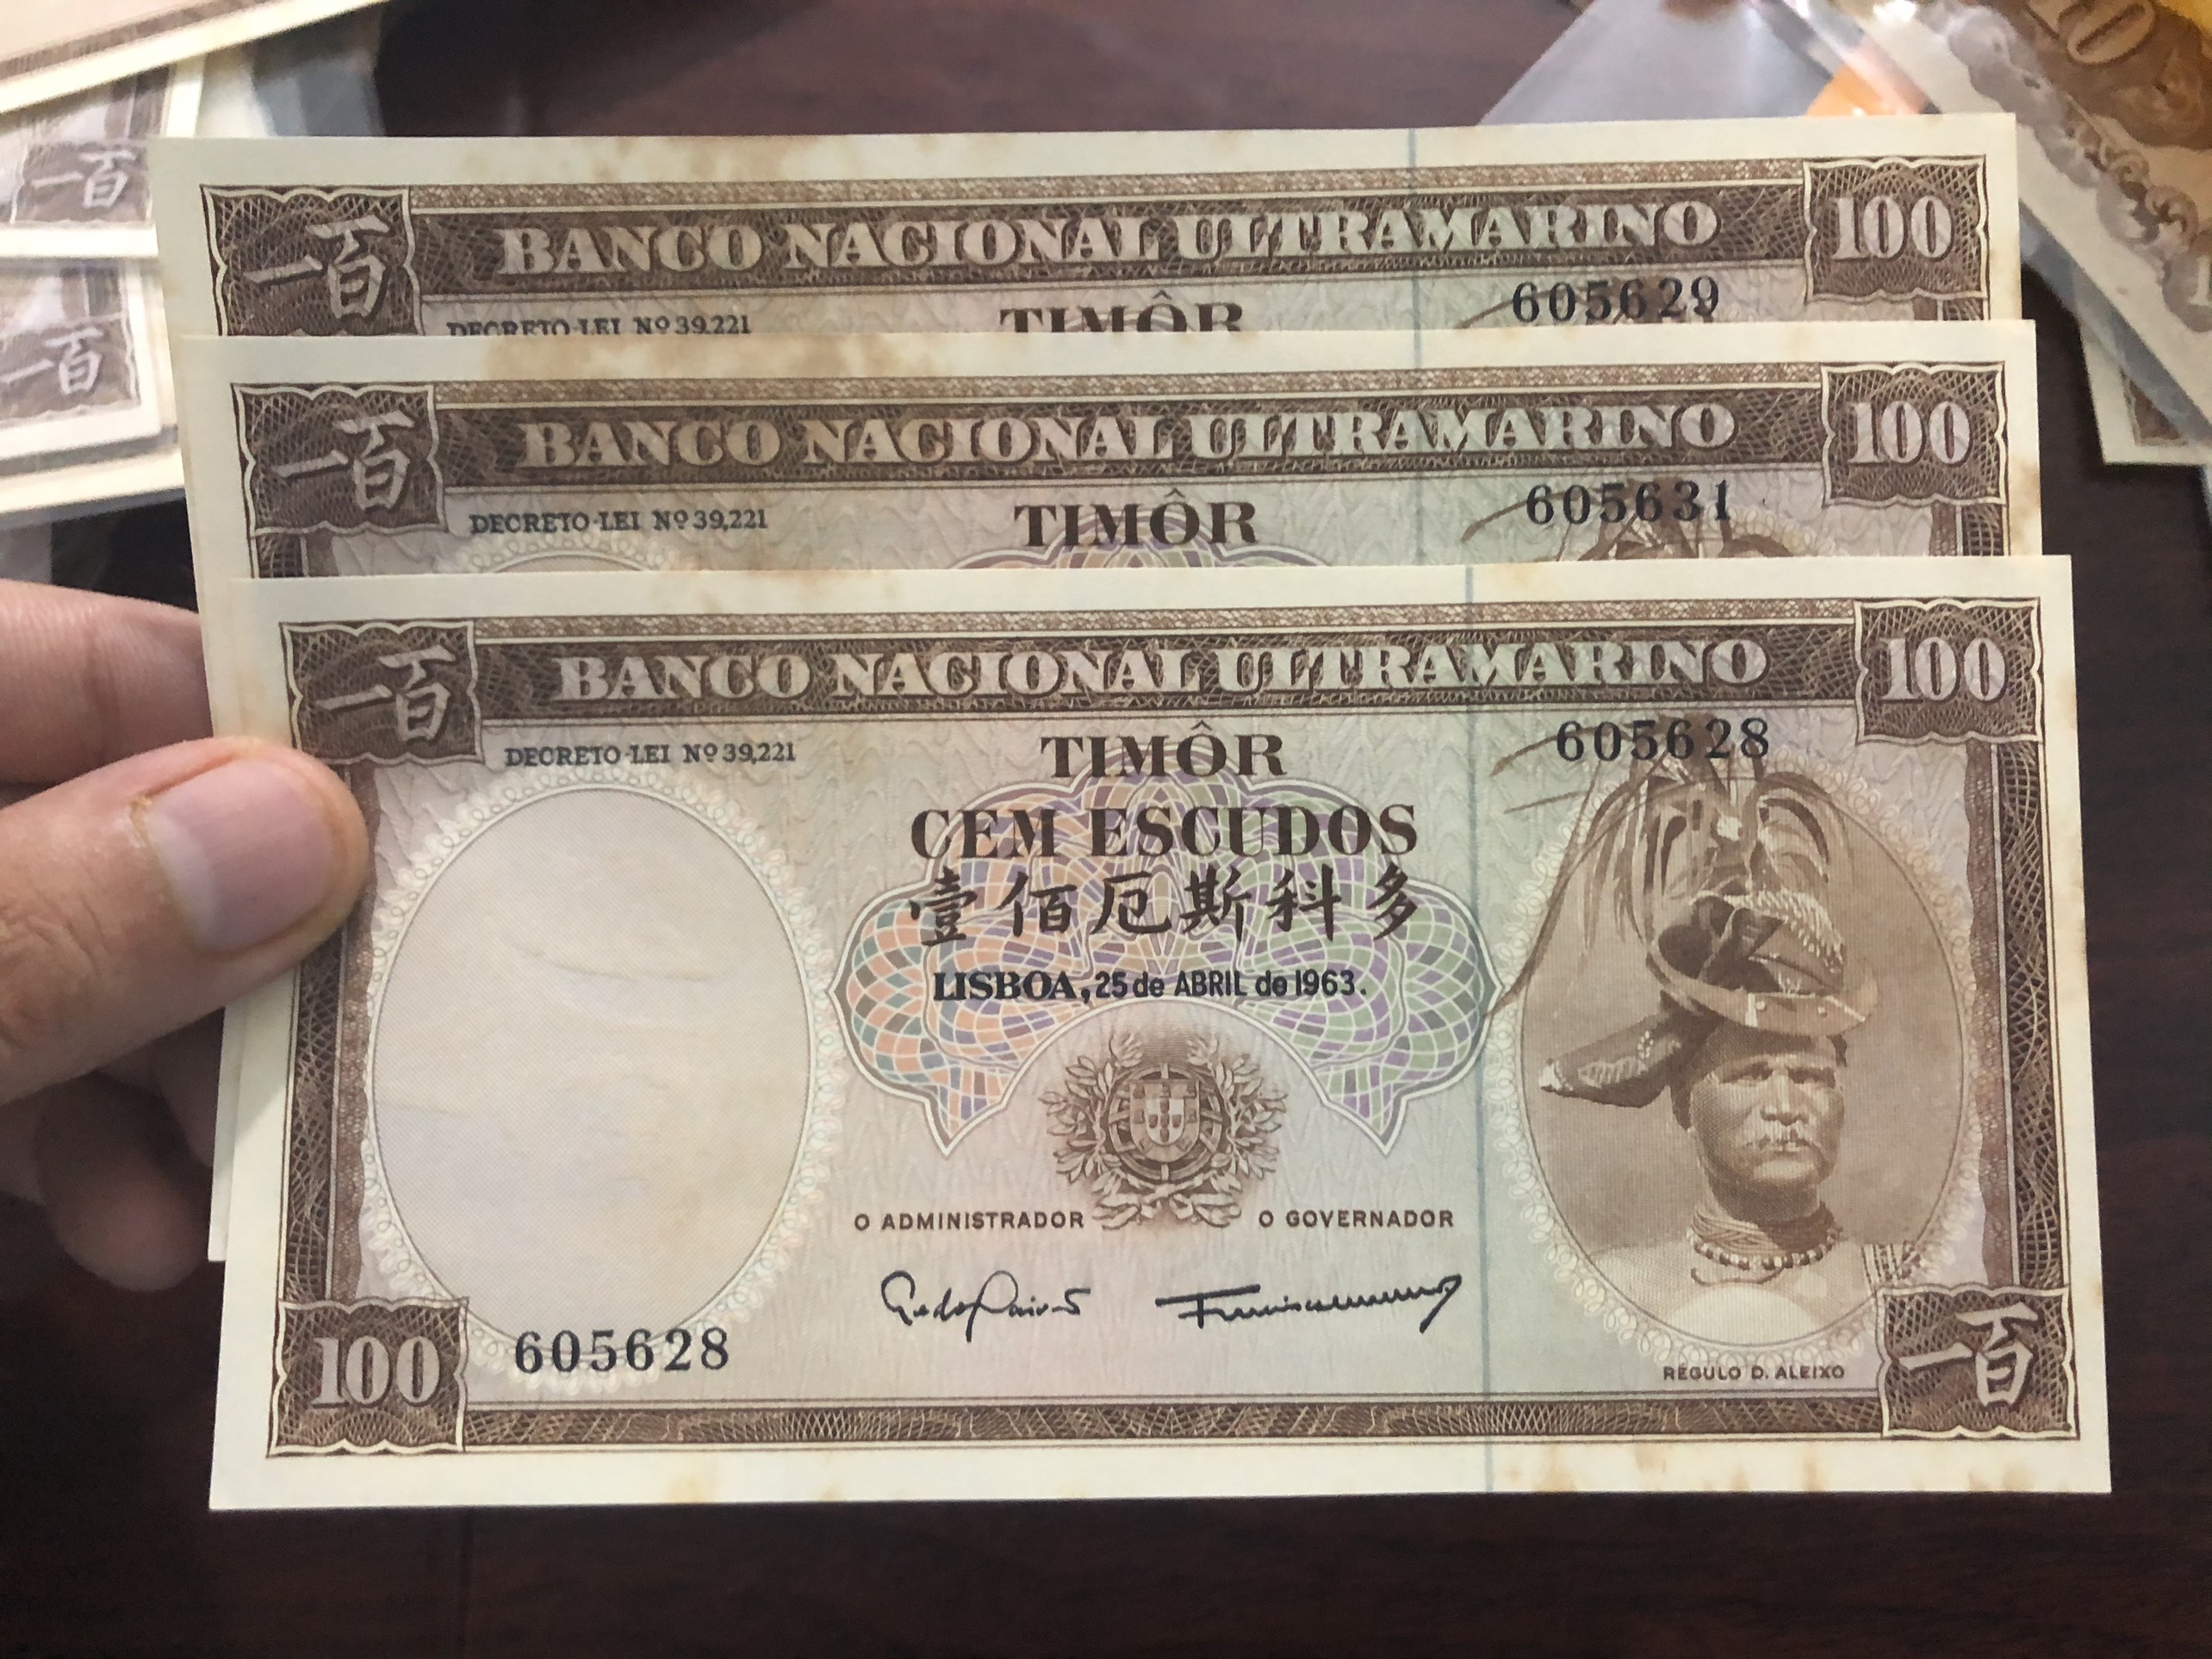 10
一百
一百
一百
BANCO NACIONAL ULTRAMARINO
100
605629
DECRETO-LEI Nº 39,221
TIMÔR
一百
BANCO NACIONAL ULTRAMARINO
100
605631
DECRETO-LEI Nº 39,221
TIMÔR
一百
BANCO NACIONAL ULTRAMARINO
100
605628
DECRETO-LEI Nº 39,221
TIMÔR
CEM ESCUDOS
壹佰厄斯科多
LISBOA, 25 de ABRIL de 1963.
O ADMINISTRADOR
O GOVERNADOR
100
605628
REGULO D. ALEIXO
一百